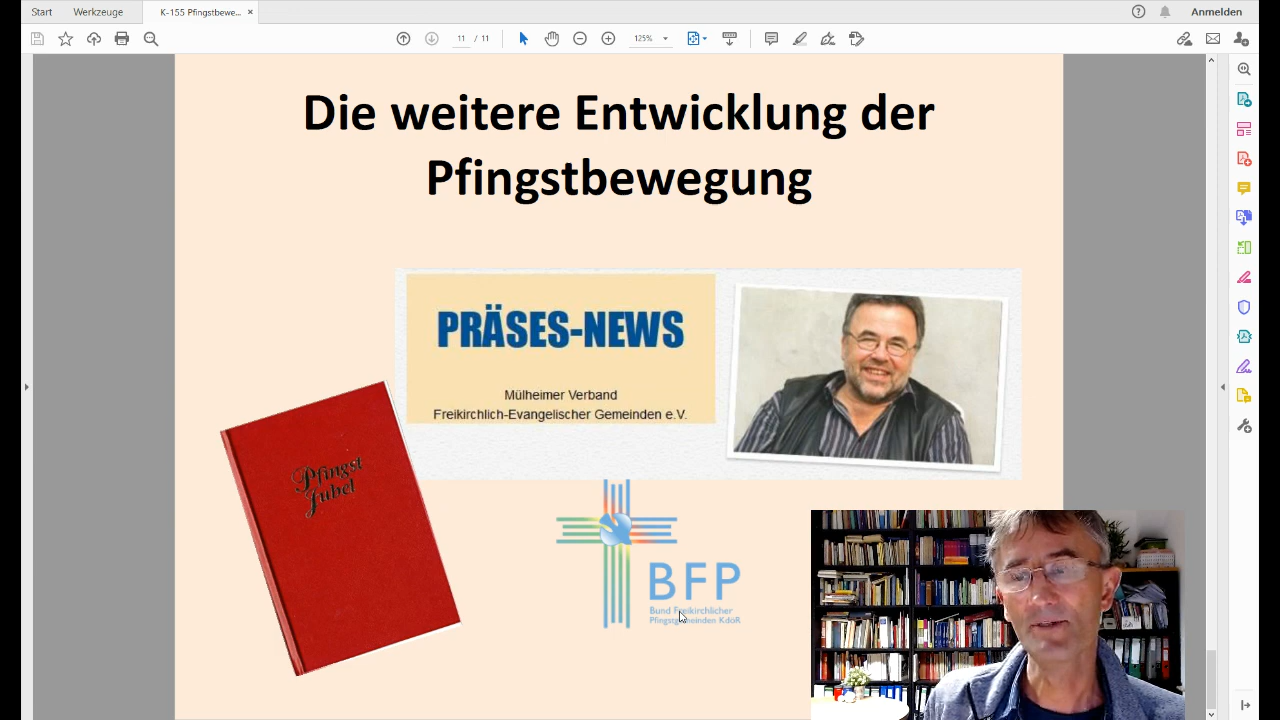 Start
Werkzeuge
K-155 Pfingstbewe...
Anmelden
11 / 11
125%
Die weitere Entwicklung der
Pfingstbewegung
PRÄSES-NEWS
Mülheimer Verband
Freikirchlich-Evangelischer Gemeinden e.V.
Pfingst
Jubel
BFP
Bund Freikirchlicher
Pfingstgemeinden KdöR